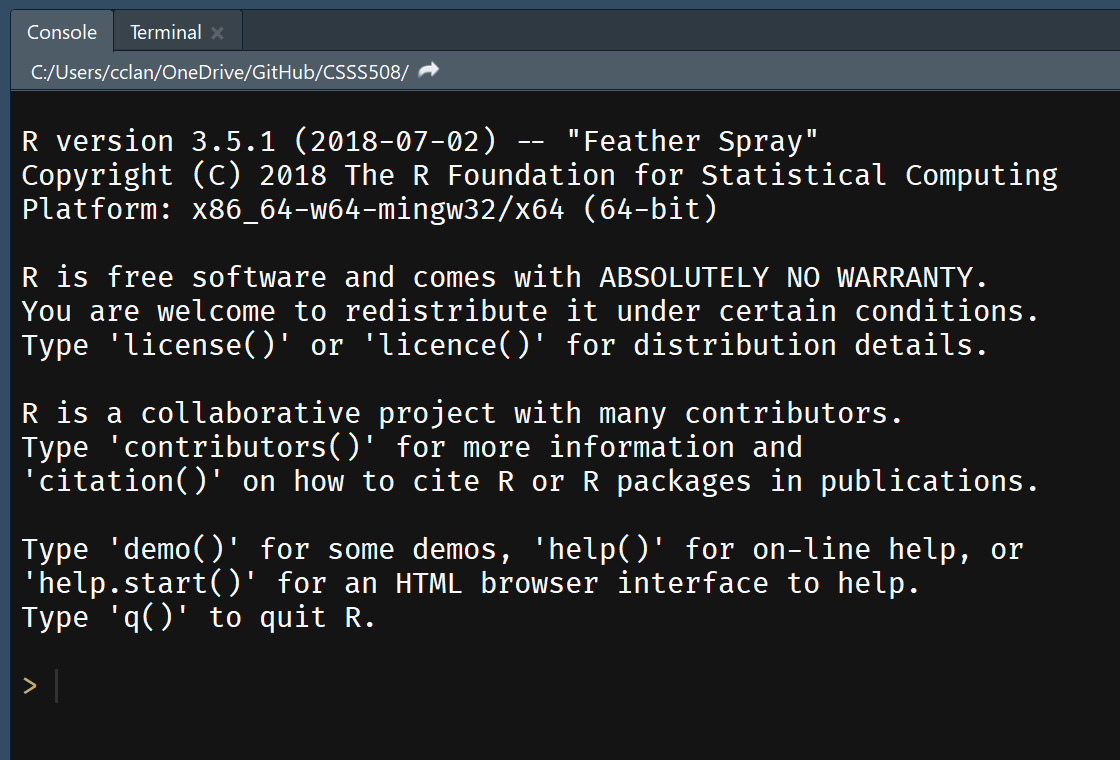 Console
Terminal
C:/Users/cclan/OneDrive/GitHub/CSSS508/
R version 3.5.1 (2018-07-02) -- "Feather Spray"
Copyright (C) 2018 The R Foundation for Statistical Computing
Platform: x86_64-w64-mingw32/x64 (64-bit)
R is free software and comes with ABSOLUTELY NO WARRANTY.
You are welcome to redistribute it under certain conditions.
Type 'license()' or 'licence()' for distribution details.
R is a collaborative project with many contributors.
Type 'contributors()' for more information and
'citation()' on how to cite R or R packages in publications.
Type 'demo()' for some demos, 'help()' for on-line help, or
'help.start()' for an HTML browser interface to help.
Type 'q()' to quit R.
>